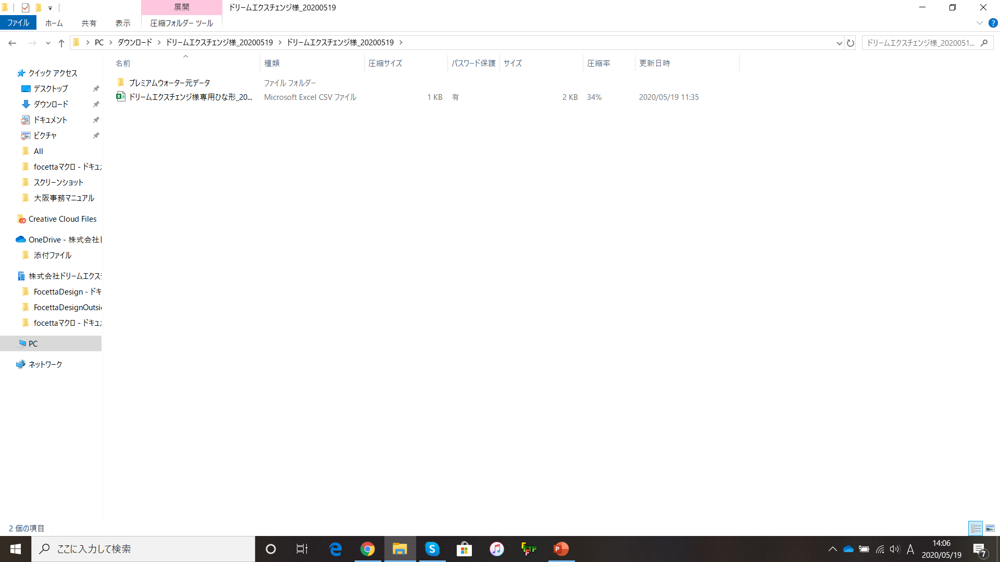 展開
ドリームエクスチェンジ様_20200519
ファイル ホーム 共有 表示 圧縮フォルダー ツール
PC ダウンロード ドリームエクスチェンジ様_20200519 ドリームエクスチェンジ様_20200519
ドリームエクスチェンジ様_2020051...
名前 種類 圧縮サイズ パスワード保護 サイズ 圧縮率 更新日時
プレミアムウォーター元データ ファイル フォルダー
ドリームエクスチェンジ様専用ひな形_20... Microsoft Excel CSV ファイル 1 KB 有 2 KB 34% 2020/05/19 11:35
クイック アクセス
デスクトップ
ダウンロード
ドキュメント
ピクチャ
All
focettaマクロ - ドキュメ
スクリーンショット
大阪事務マニュアル
Creative Cloud Files
OneDrive - 株式会社
添付ファイル
株式会社ドリームエクス
FocettaDesign - ドキ
FocettaDesignOutsi
focettaマクロ - ドキュメ
PC
ネットワーク
2 個の項目
ここに入力して検索
A
14:06
2020/05/19
7